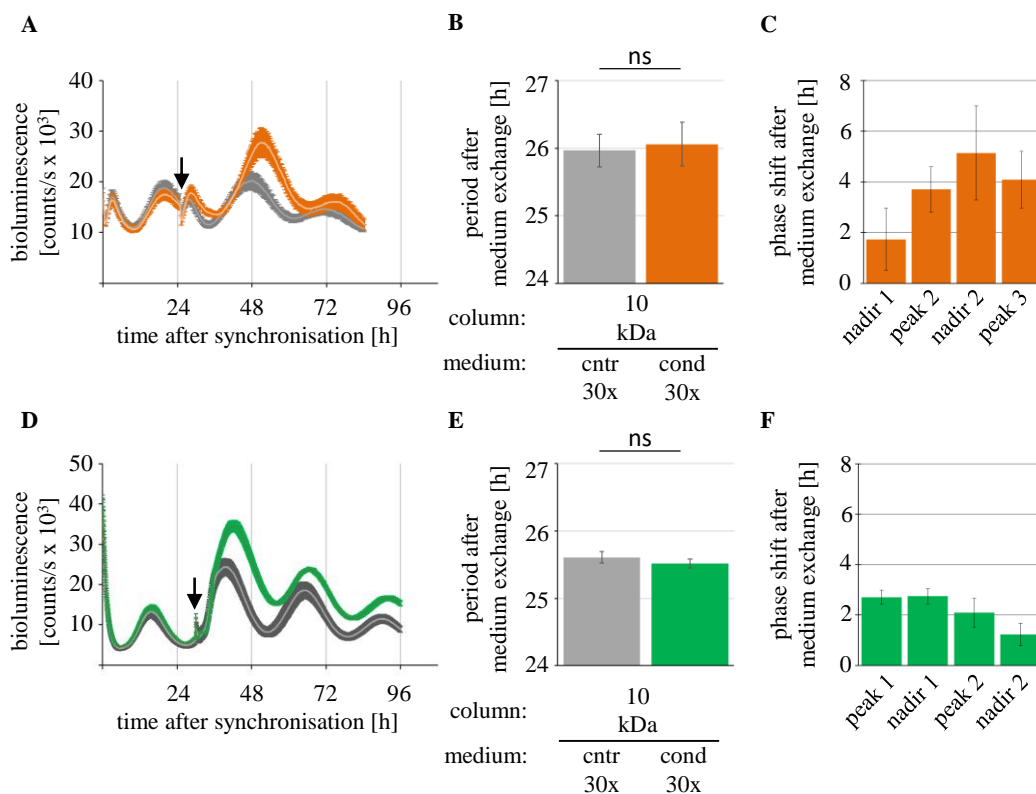 A
bioluminescence
[counts/s x 10³]
40
30
20
10
24 48 72 96
time after synchronisation [h]
B
ns
period after
medium exchange [h]
27
26
25
24
column: 10
kDa
medium: cntr cond
30x 30x
C
phase shift after
medium exchange [h]
8
6
4
2
0
nadir 1 peak 2 nadir 2 peak 3
D
bioluminescence
[counts/s x 10³]
50
40
30
20
10
24 48 72 96
time after synchronisation [h]
E
ns
period after
medium exchange [h]
27
26
25
24
column: 10
kDa
medium: cntr cond
30x 30x
F
phase shift after
medium exchange [h]
8
6
4
2
0
peak 1 nadir 1 peak 2 nadir 2